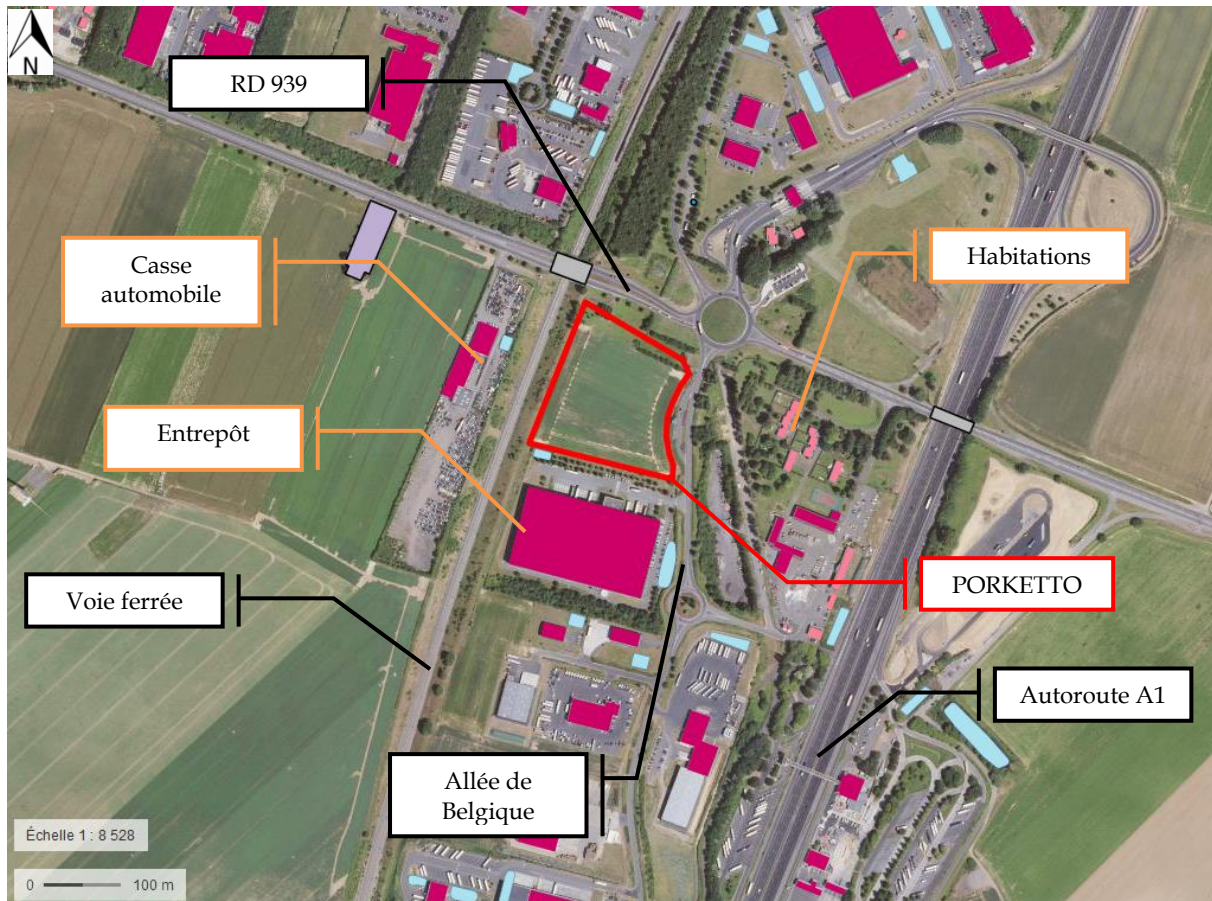 N
RD 939
Casse
automobile
Habitations
Entrepôt
Voie ferrée
PORKETTO
Autoroute A1
Allée de
Belgique
Échelle 1 : 8 528
0 100 m